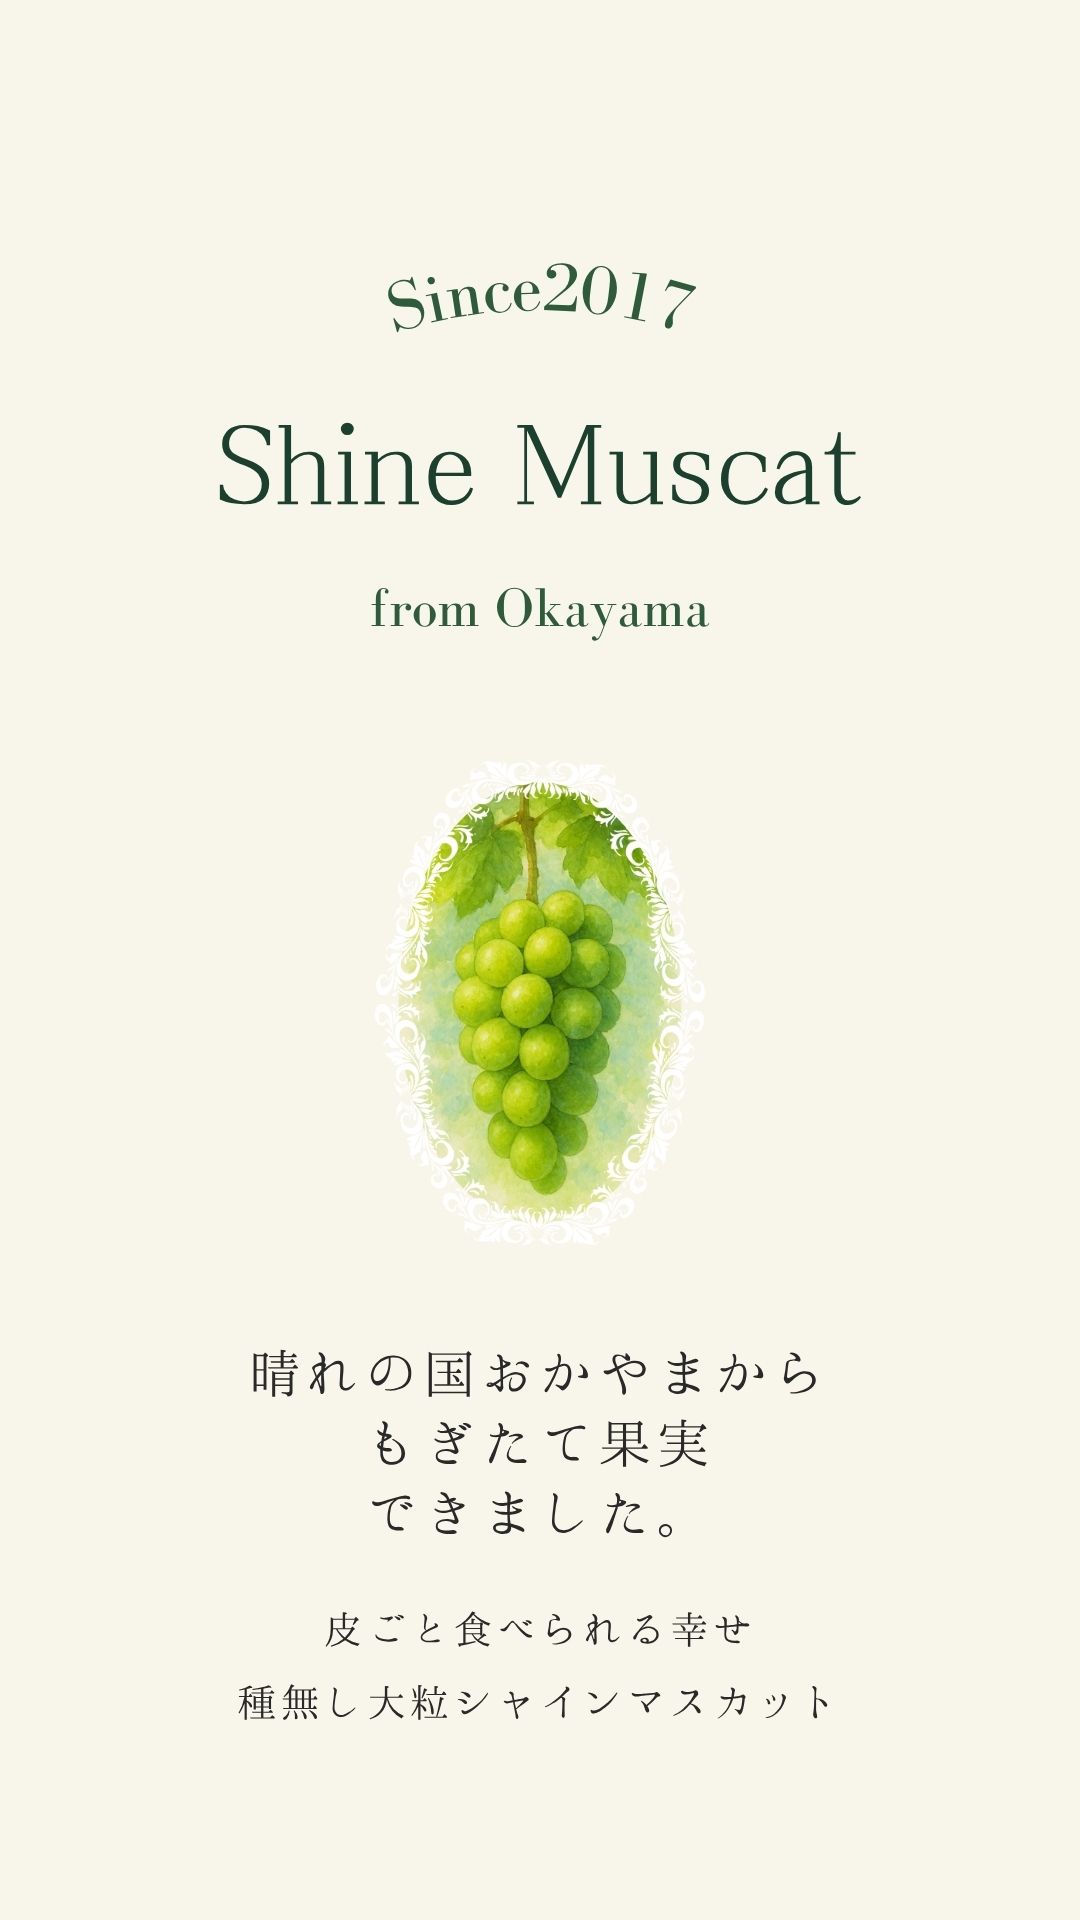 Since2017
Shine Muscat
from Okayama
晴れの国おかやまから
もぎたて果実
できました。
皮ごと食べられる幸せ
種無し大粒シャインマスカット